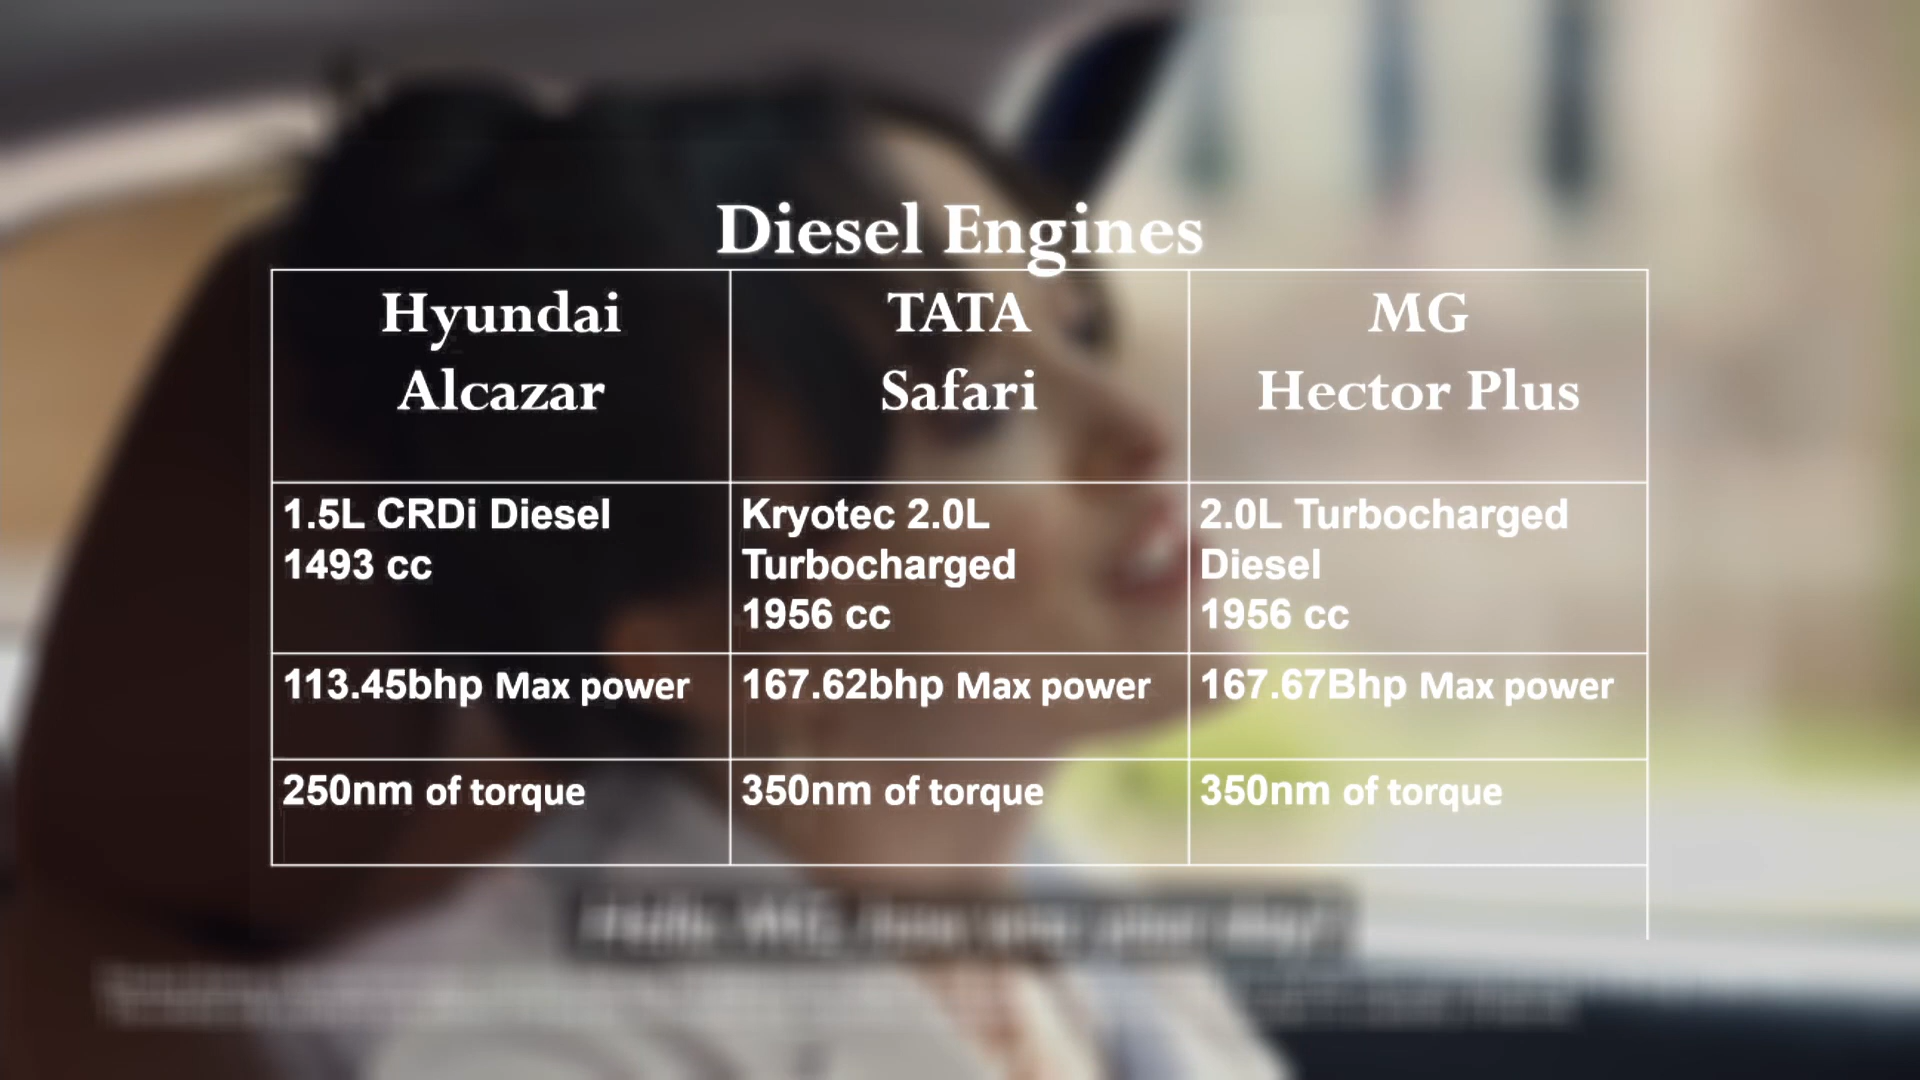 Diesel Engines
Hyundai
Alcazar
TATA
Safari
MG
Hector Plus
1.5L CRDi Diesel
1493 cc
Kryotec 2.0L
Turbocharged
1956 cc
2.0L Turbocharged
Diesel
1956 cc
113.45bhp Max power
167.62bhp Max power
167.67Bhp Max power
250nm of torque
350nm of torque
350nm of torque